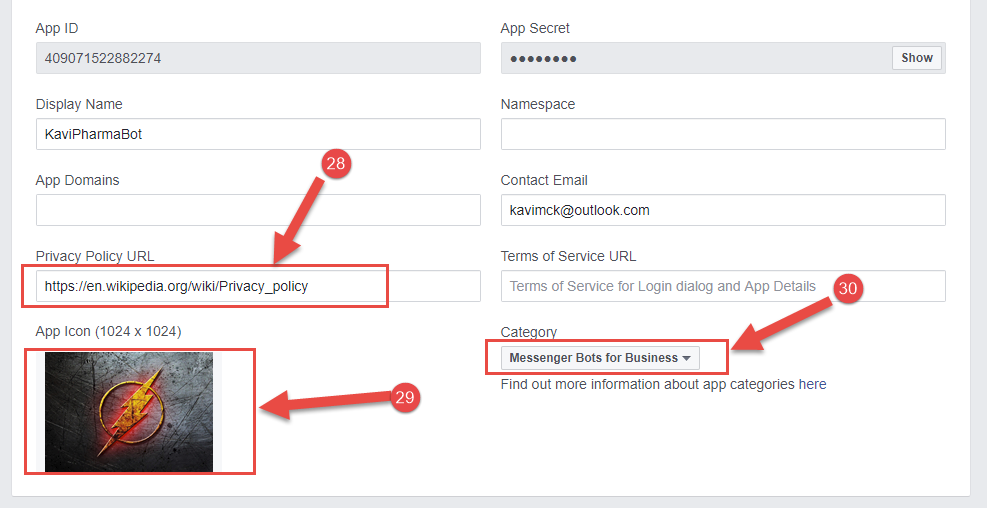 App ID
App Secret
409071522882274
●●●●●●●●
Show
Display Name
Namespace
KaviPharmaBot
28
App Domains
Contact Email
kavimck@outlook.com
Privacy Policy URL
Terms of Service URL
https://en.wikipedia.org/wiki/Privacy_policy
Terms of Service for Login dialog and App Details
30
App Icon (1024 x 1024)
Category
Messenger Bots for Business
Find out more information about app categories here
29